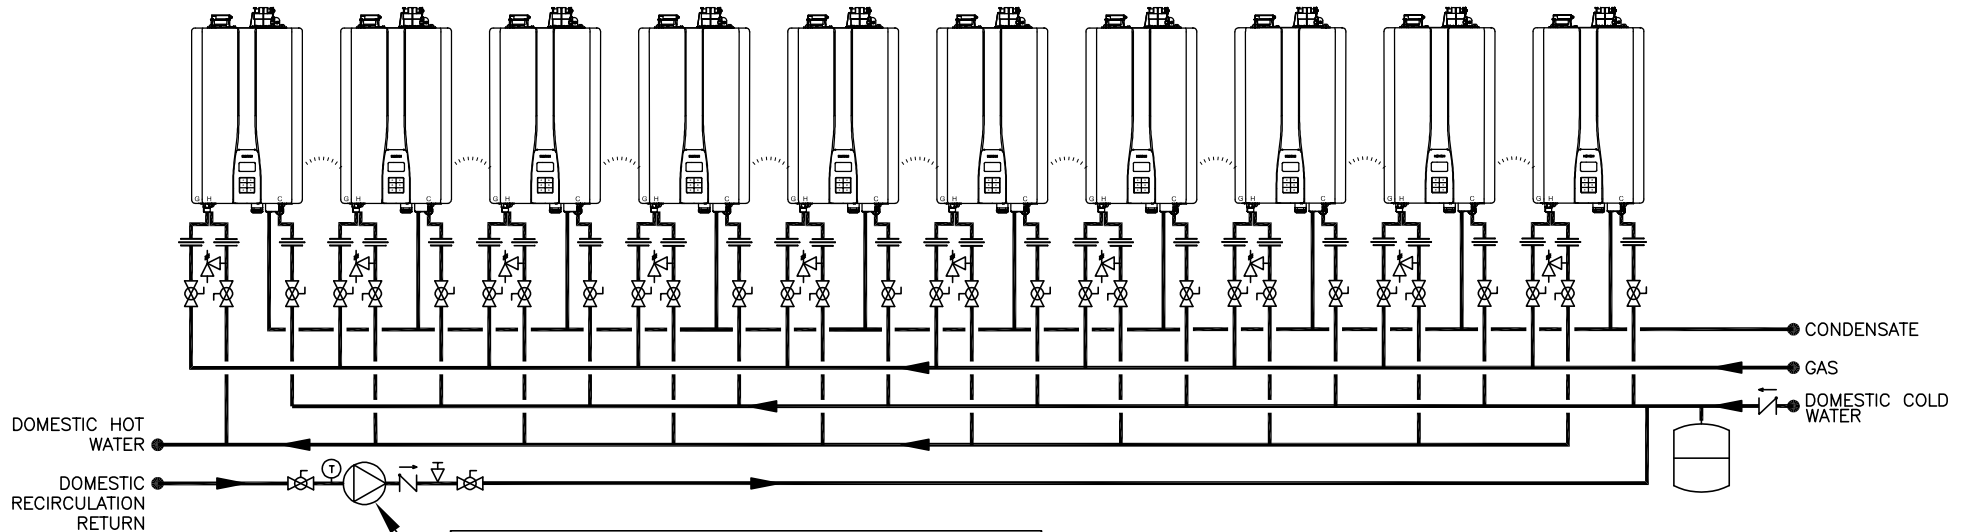 G H C G H C G H C G H C G H C G H C G H C G H C G H C G H C
CONDENSATE
GAS
DOMESTIC COLD
WATER
DOMESTIC HOT
WATER
T
DOMESTIC
RECIRCULATION
RETURN